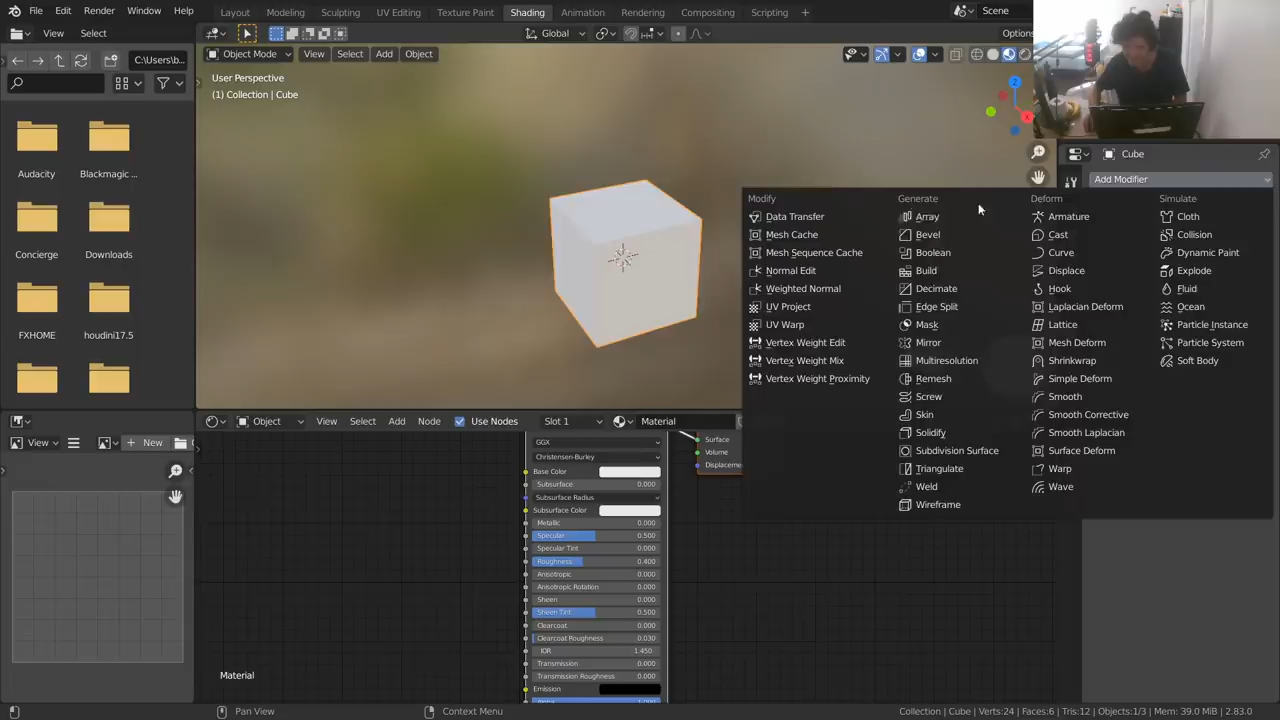 File Edit Render Window Help
Layout Modeling Sculpting UV Editing Texture Paint Shading Animation Rendering Compositing Scripting +
Scene
View Select
Global
Options
C:\Users\b...
Object Mode View Select Add Object
User Perspective
(1) Collection | Cube
Z
X
Audacity Blackmagic ...
Concierge Downloads
FXHOME houdini17.5
Cube
Add Modifier
Modify
Data Transfer
Mesh Cache
Mesh Sequence Cache
Normal Edit
Weighted Normal
UV Project
UV Warp
Vertex Weight Edit
Vertex Weight Mix
Vertex Weight Proximity
Generate
Array
Bevel
Boolean
Build
Decimate
Edge Split
Mask
Mirror
Multiresolution
Remesh
Screw
Skin
Solidify
Subdivision Surface
Triangulate
Weld
Wireframe
Deform
Armature
Cast
Curve
Displace
Hook
Laplacian Deform
Lattice
Mesh Deform
Shrinkwrap
Simple Deform
Smooth
Smooth Corrective
Smooth Laplacian
Surface Deform
Warp
Wave
Simulate
Cloth
Collision
Dynamic Paint
Explode
Fluid
Ocean
Particle Instance
Particle System
Soft Body
Object View Select Add Node Use Nodes Slot 1 Material
View New
GGX
Christensen-Burley
Base Color
Subsurface 0.000
Subsurface Radius
Subsurface Color
Metallic 0.000
Specular 0.500
Specular Tint 0.000
Roughness 0.400
Anisotropic 0.000
Anisotropic Rotation 0.000
Sheen 0.000
Sheen Tint 0.500
Clearcoat 0.000
Clearcoat Roughness 0.030
IOR 1.450
Transmission 0.000
Transmission Roughness 0.000
Emission
Surface
Volume
Material
Pan View
Context Menu
Collection | Cube | Verts:24 | Faces:6 | Tris:12 | Objects:1/3 | Mem: 39.0 MiB | 2.83.0